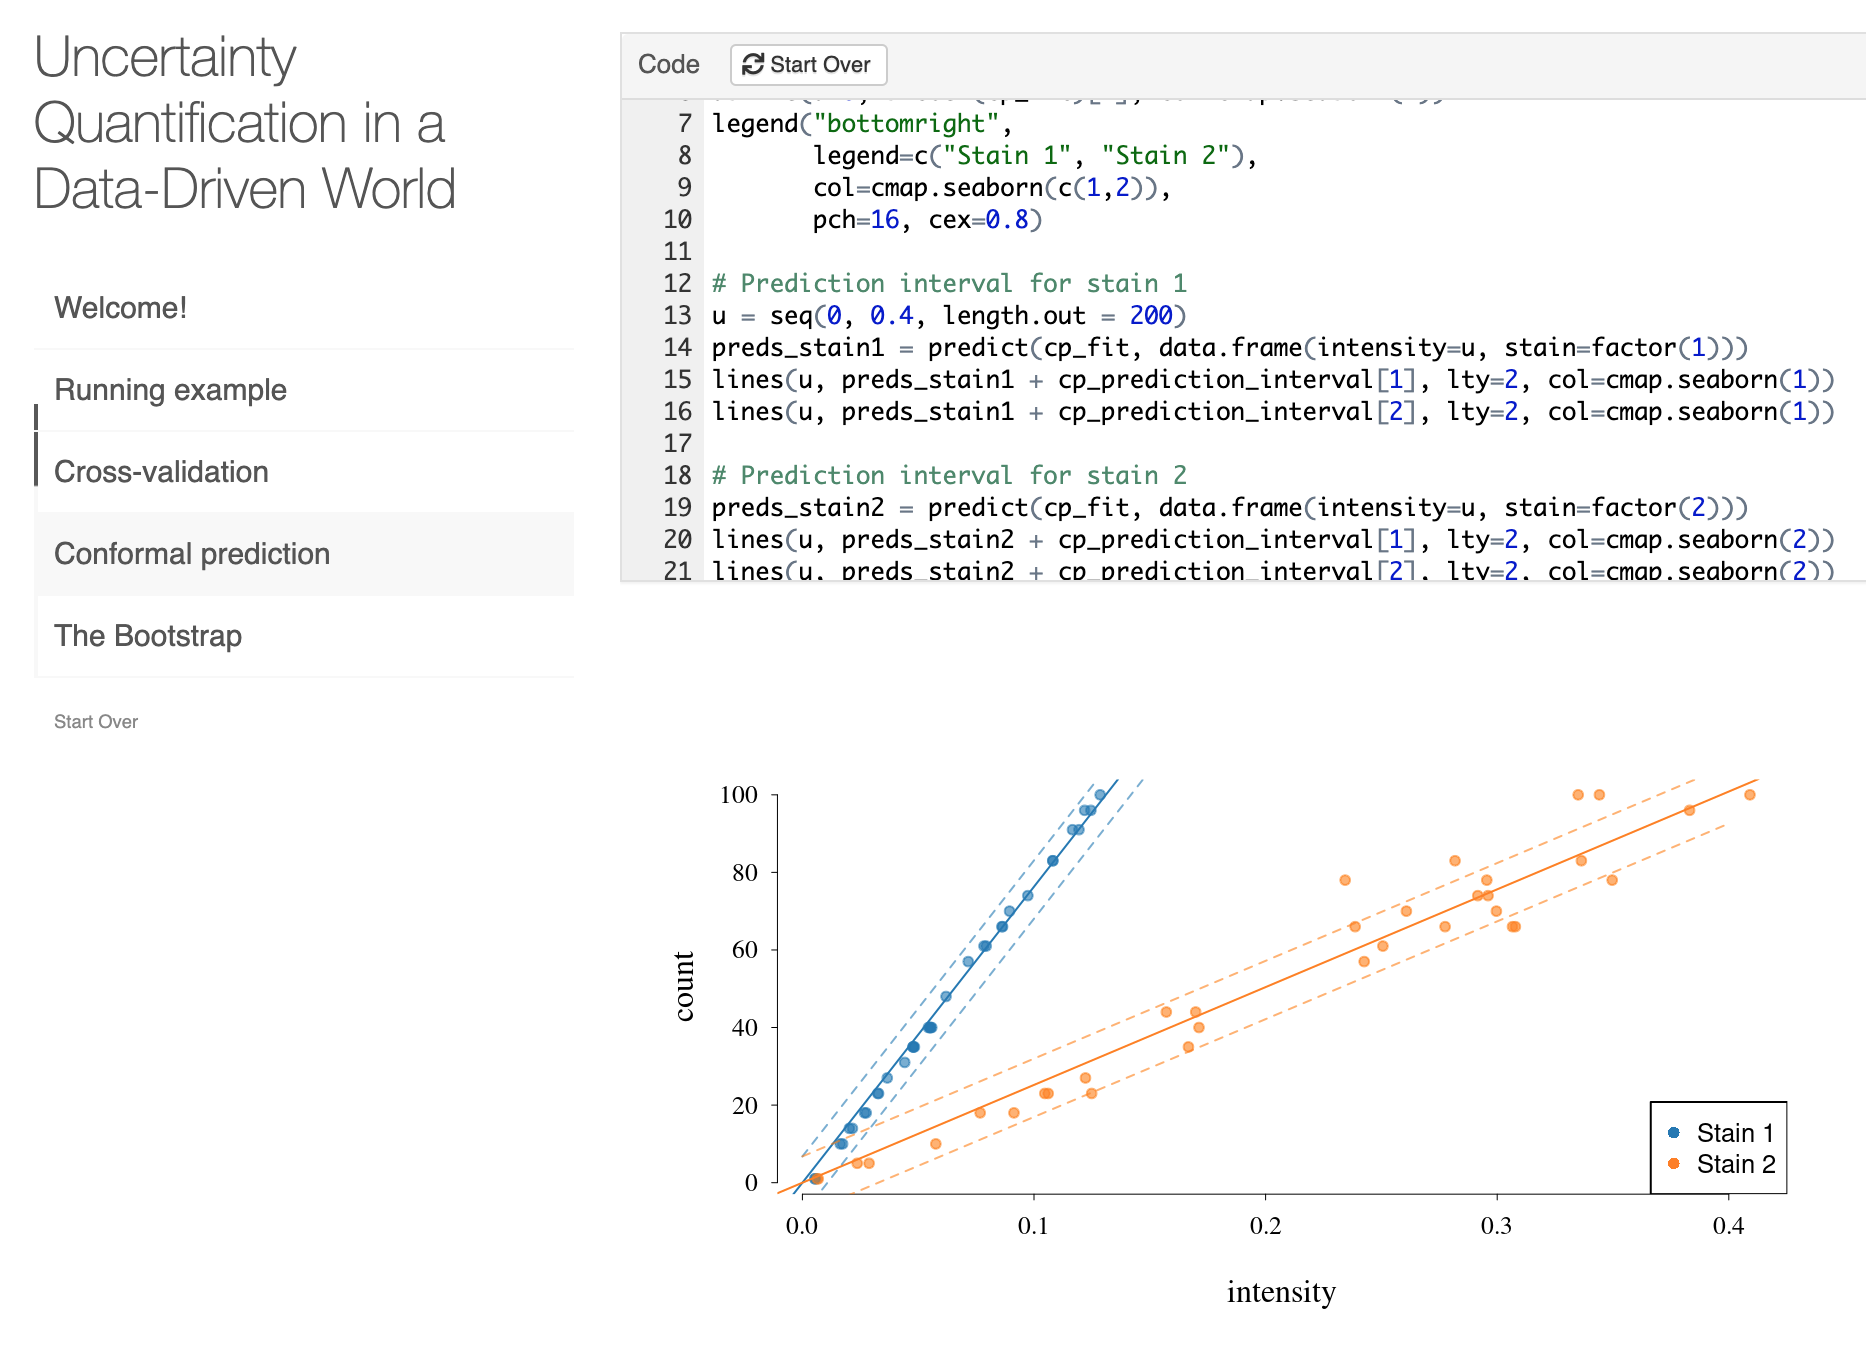 Uncertainty
Quantification in a
Data-Driven World
Welcome!
Running example
Cross-validation
Conformal prediction
The Bootstrap
Start Over
Code
Start Over
7 legend("bottomright",
8 legend=c("Stain 1", "Stain 2"),
9 col=cmap.seaborn(c(1,2)),
10 pch=16, cex=0.8)
11
12 # Prediction interval for stain 1
13 u = seq(0, 0.4, length.out = 200)
14 preds_stain1 = predict(cp_fit, data.frame(intensity=u, stain=factor(1)))
15 lines(u, preds_stain1 + cp_prediction_interval[1], lty=2, col=cmap.seaborn(1))
16 lines(u, preds_stain1 + cp_prediction_interval[2], lty=2, col=cmap.seaborn(1))
17
18 # Prediction interval for stain 2
19 preds_stain2 = predict(cp_fit, data.frame(intensity=u, stain=factor(2)))
20 lines(u, preds_stain2 + cp_prediction_interval[1], lty=2, col=cmap.seaborn(2))
21 lines(u, preds_stain2 + cp_prediction_interval[2], lty=2, col=cmap.seaborn(2))
100
80
60
40
20
0
count
0.0 0.1 0.2 0.3 0.4
intensity
Stain 1
Stain 2